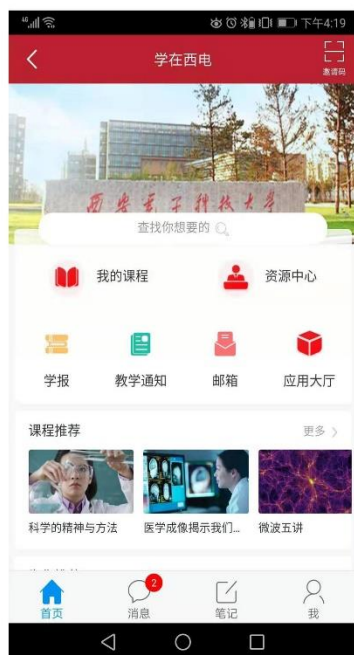 46
下午4:19
学在西电
邀请码
西安电子科技大学
查找你想要的
我的课程
资源中心
学报
教学通知
邮箱
应用大厅
课程推荐
更多
科学的精神与方法
医学成像揭示我们...
微波五讲
2
首页
消息
笔记
我